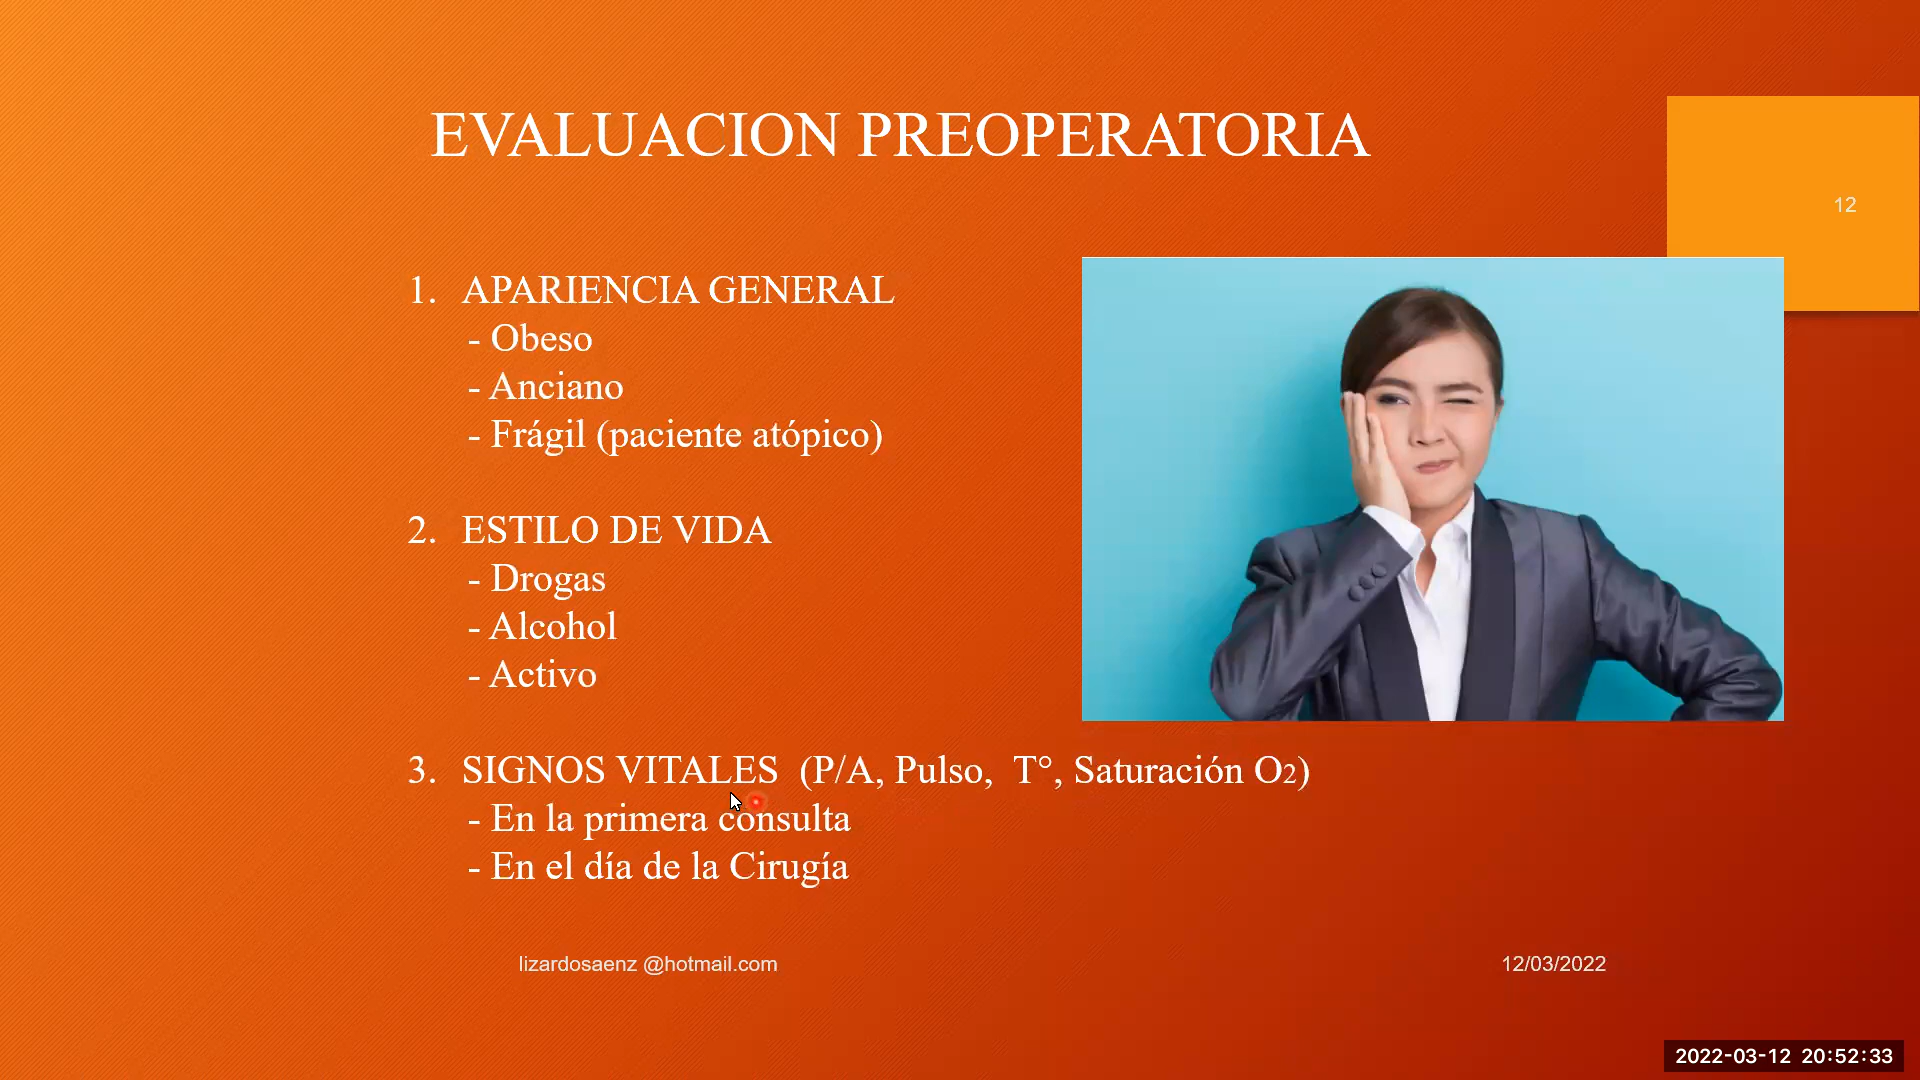 EVALUACION PREOPERATORIA
12
1. APARIENCIA GENERAL
- Obeso
- Anciano
- Frágil (paciente atópico)
2. ESTILO DE VIDA
- Drogas
- Alcohol
- Activo
3. SIGNOS VITALES (P/A, Pulso, T°, Saturación O2)
- En la primera consulta
- En el día de la Cirugía
lizardosaenz @hotmail.com
12/03/2022
2022-03-12 20:52:33